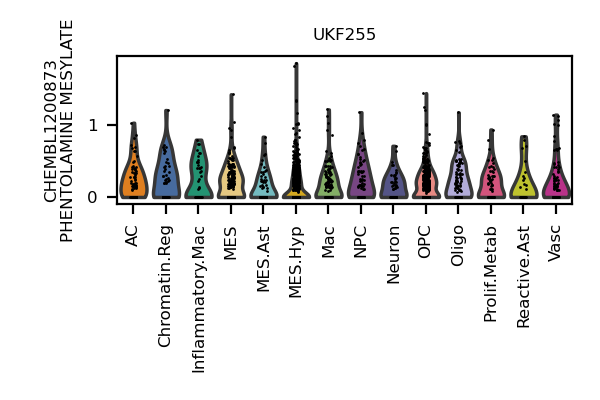 UKF255
CHEMBL1200873
PHENTOLAMINE MESYLATE
1
0
AC
Chromatin.Reg
Inflammatory.Mac
MES
MES.Ast
MES.Hyp
Mac
NPC
Neuron
OPC
Oligo
Prolif.Metab
Reactive.Ast
Vasc